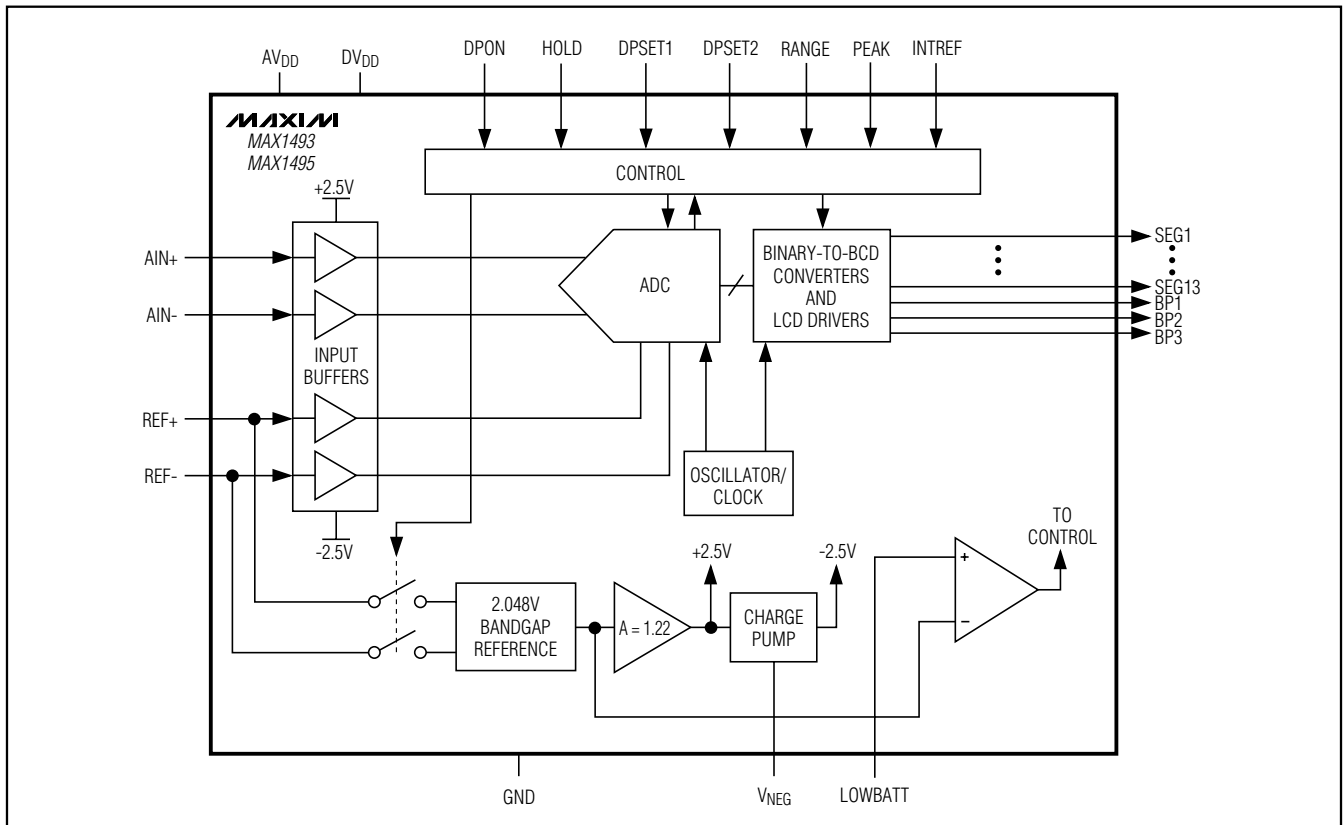 AVDD
DVDD
DPON
HOLD
DPSET1
DPSET2
RANGE
PEAK
INTREF
MAXIM
MAX1493
MAX1495
CONTROL
+2.5V
AIN+
AIN-
INPUT
BUFFERS
REF+
REF-
-2.5V
ADC
BINARY-TO-BCD
CONVERTERS
AND
LCD DRIVERS
SEG1
SEG13
BP1
BP2
BP3
OSCILLATOR/
CLOCK
2.048V
BANDGAP
REFERENCE
A = 1.22
+2.5V
CHARGE
PUMP
-2.5V
+
−
TO
CONTROL
GND
VNEG
LOWBATT